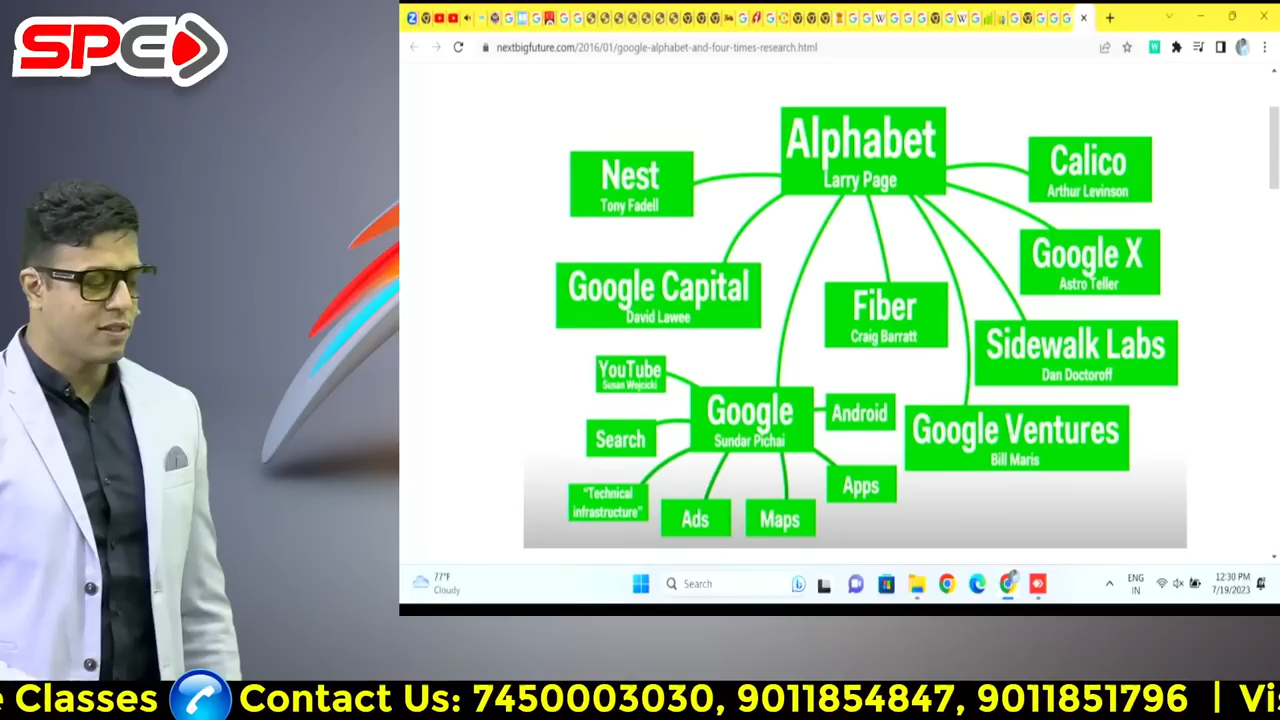 SPE
nextbigfuture.com/2016/01/google-alphabet-and-four-times-research.html
Alphabet
Larry Page
Nest
Tony Fadell
Calico
Arthur Levinson
Google X
Astro Teller
Google Capital
David Lawee
Fiber
Craig Barratt
Sidewalk Labs
Dan Doctoroff
YouTube
Susan Wojcicki
Google
Sundar Pichai
Android
Google Ventures
Bill Maris
Search
Apps
"Technical
infrastructure"
Ads
Maps
77°F
Cloudy
Search
ENG
IN
12:30 PM
7/19/2023
e Classes Contact Us: 7450003030, 9011854847, 9011851796 | Vi